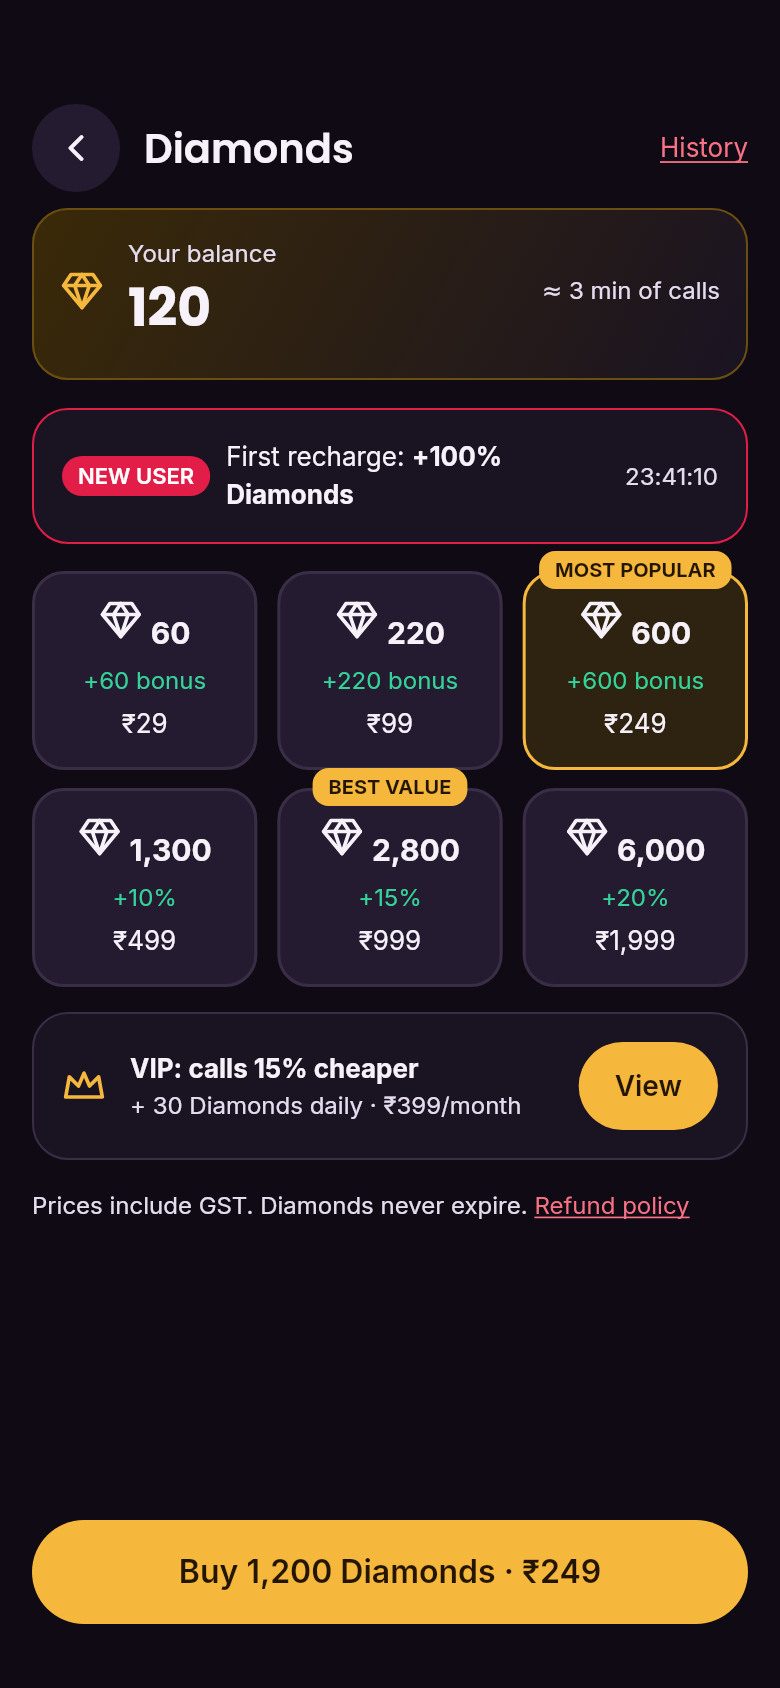 Diamonds
History
Your balance
120
≈ 3 min of calls
NEW USER
First recharge: +100%
Diamonds
23:41:10
MOST POPULAR
60
+60 bonus
₹29
220
+220 bonus
₹99
600
+600 bonus
₹249
1,300
+10%
₹499
BEST VALUE
2,800
+15%
₹999
6,000
+20%
₹1,999
VIP: calls 15% cheaper
+ 30 Diamonds daily · ₹399/month
View
Prices include GST. Diamonds never expire. Refund policy
Buy 1,200 Diamonds · ₹249